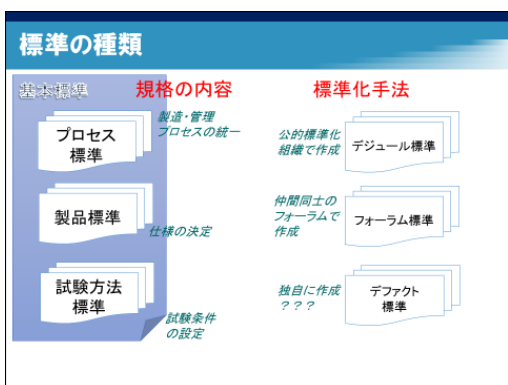 標準の種類
基本標準
規格の内容
標準化手法
プロセス
標準
製造・管理
プロセスの統一
公的標準化
組織で作成
デジュール標準
製品標準
仕様の決定
仲間同士の
フォーラムで
作成
フォーラム標準
試験方法
標準
試験条件
の設定
独自に作成
？？？
デファクト
標準